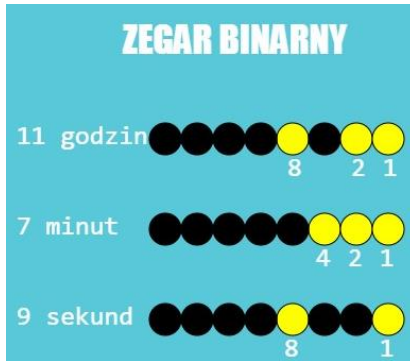 ZEGAR BINARNY
11 godzin
8 2 1
7 minut
4 2 1
9 sekund
8 1